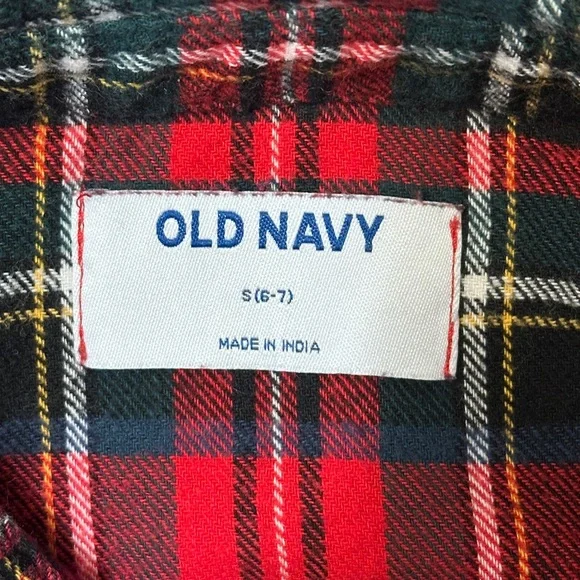 OLD NAVY
S(6-7)
MADE IN INDIA